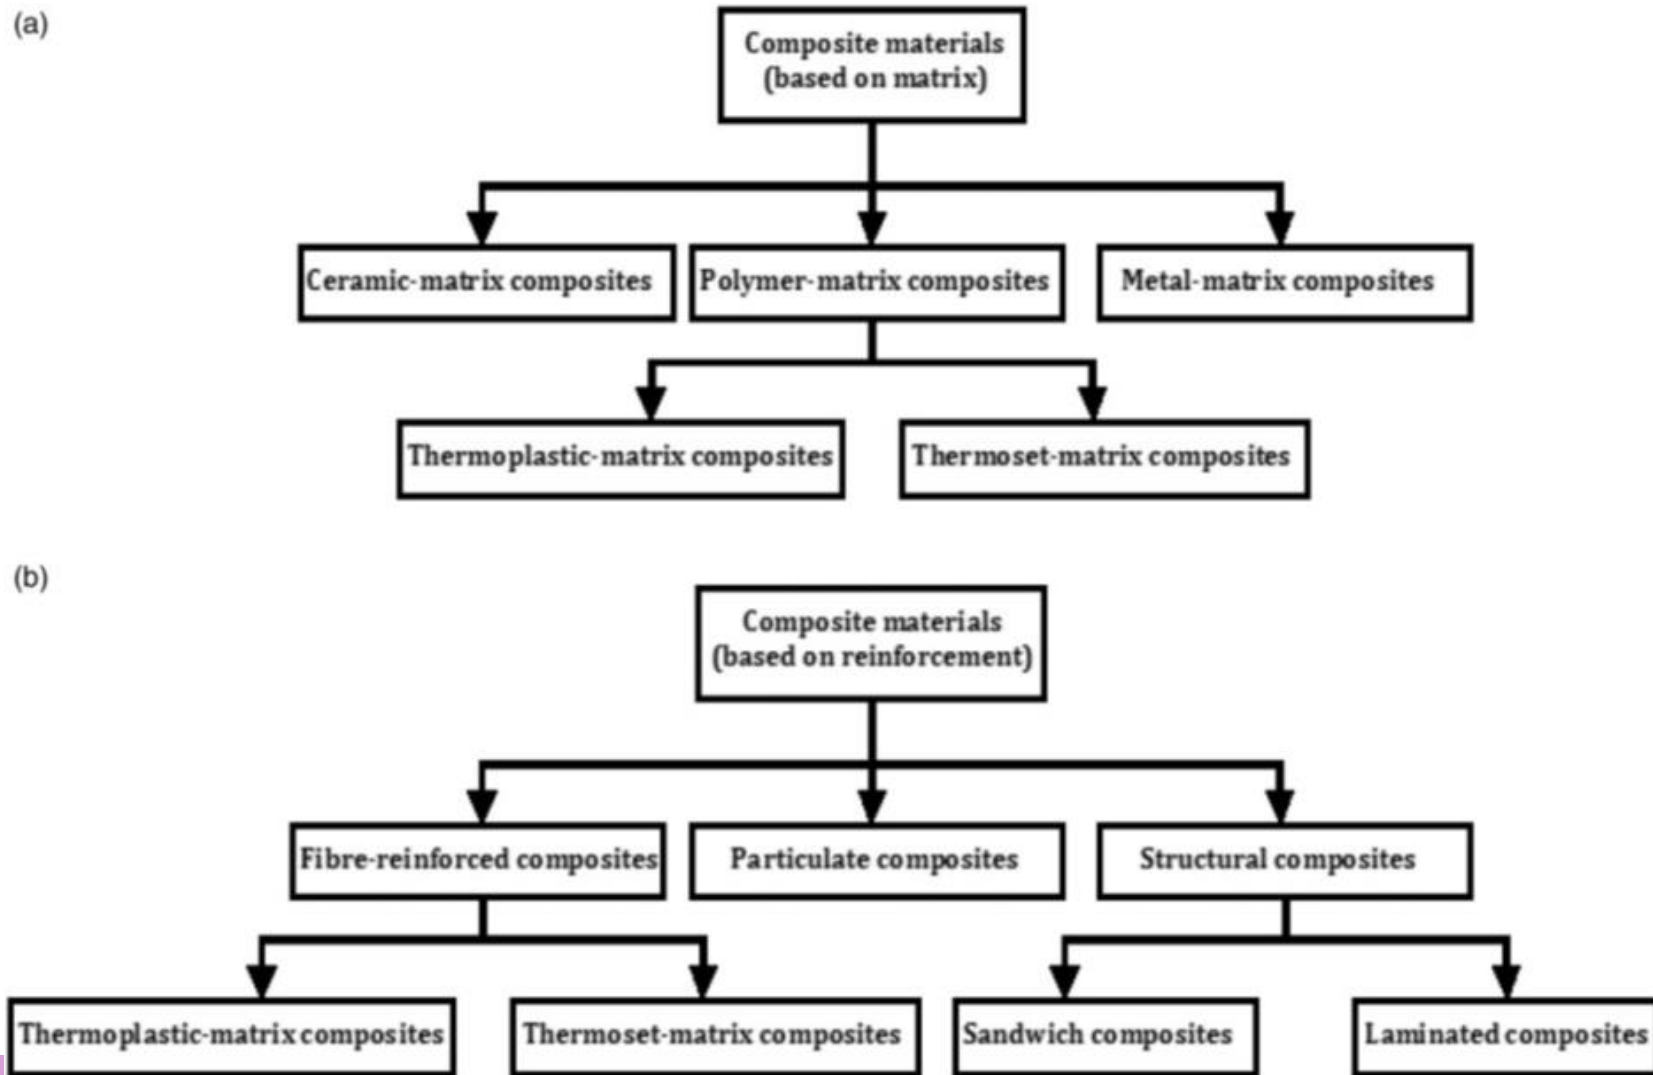 (a)
Composite materials
(based on matrix)
Ceramic-matrix composites
Polymer-matrix composites
Metal-matrix composites
Thermoplastic-matrix composites
Thermoset-matrix composites
(b)
Composite materials
(based on reinforcement)
Fibre-reinforced composites
Particulate composites
Structural composites
Thermoplastic-matrix composites
Thermoset-matrix composites
Sandwich composites
Laminated composites